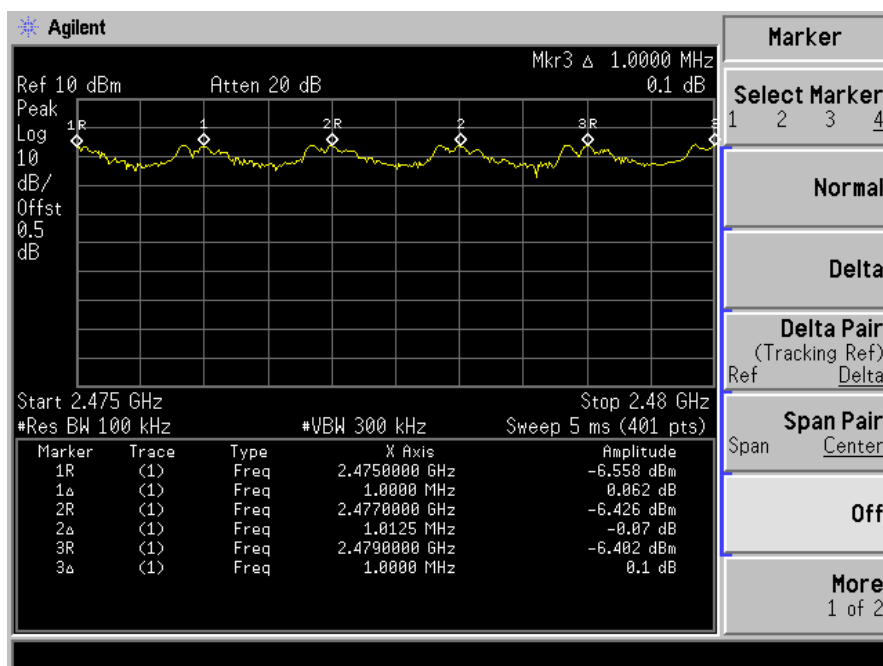 Agilent
Mkr3 Δ 1.0000 MHz
Ref 10 dBm Atten 20 dB 0.1 dB
Peak
Log
10
dB/
Offst
0.5
dB
1R 1 2R 2 3R 3
Start 2.475 GHz Stop 2.48 GHz
#Res BW 100 kHz #VBW 300 kHz Sweep 5 ms (401 pts)
Marker Trace Type X Axis Amplitude
1R (1) Freq 2.4750000 GHz -6.558 dBm
1Δ (1) Freq 1.0000 MHz 0.062 dB
2R (1) Freq 2.4770000 GHz -6.426 dBm
2Δ (1) Freq 1.0125 MHz -0.07 dB
3R (1) Freq 2.4790000 GHz -6.402 dBm
3Δ (1) Freq 1.0000 MHz 0.1 dB
Marker
Select Marker
1 2 3 4
Normal
Delta
Delta Pair
(Tracking Ref)
Ref Delta
Span Pair
Span Center
Off
More
1 of 2